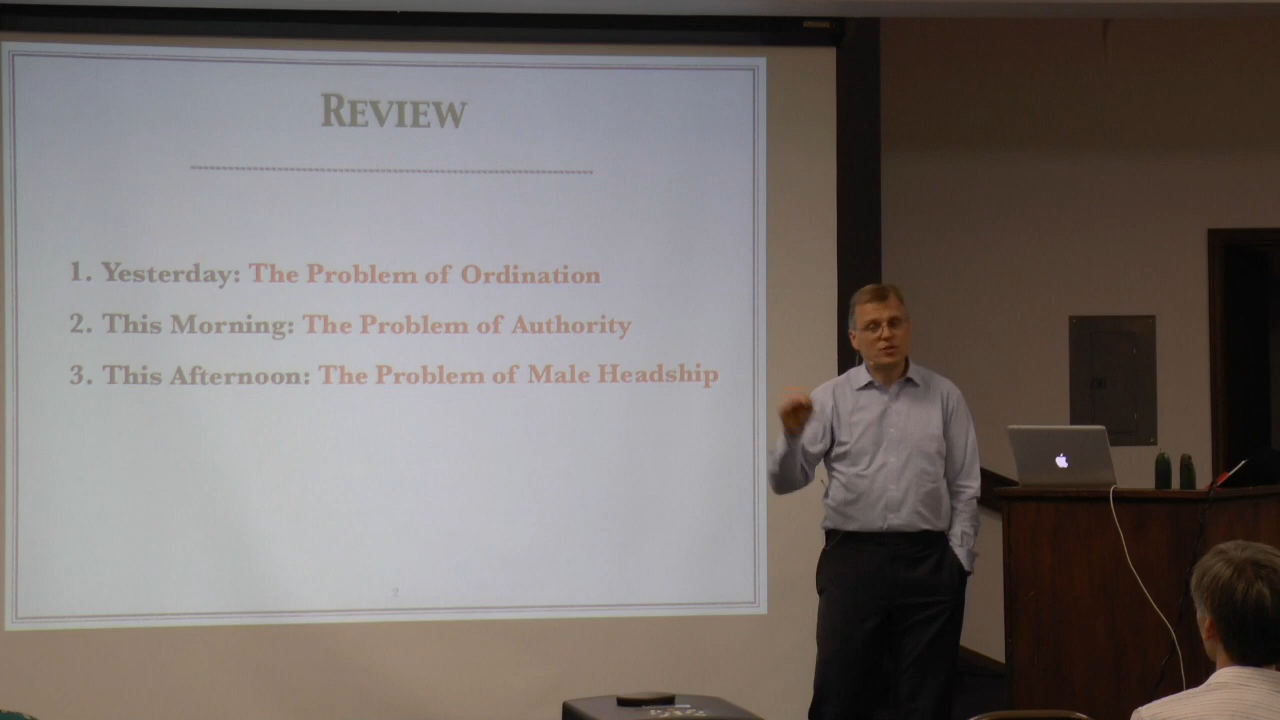 Review
1. Yesterday: The Problem of Ordination
2. This Morning: The Problem of Authority
3. This Afternoon: The Problem of Male Headship
2